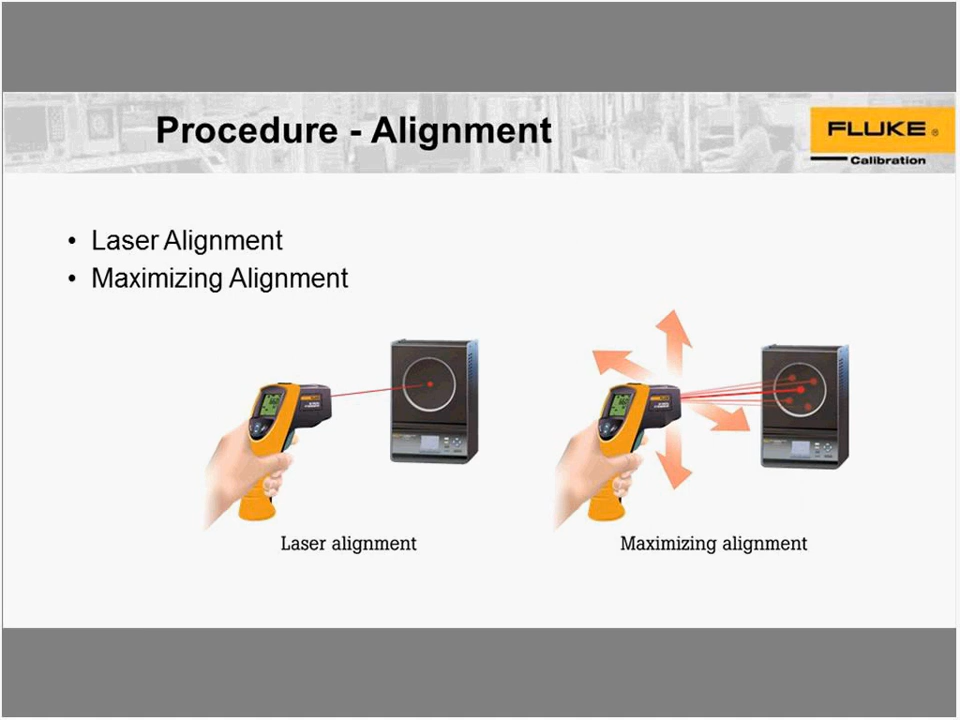 Procedure - Alignment
FLUKE ®
Calibration
• Laser Alignment
• Maximizing Alignment
Laser alignment
Maximizing alignment